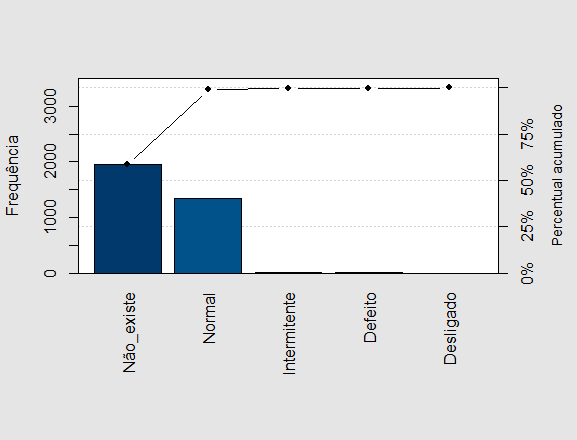 Frequência
3000
2000
1000
0
75%
50%
25%
0%
Percentual acumulado
Não_existe
Normal
Intermitente
Defeito
Desligado